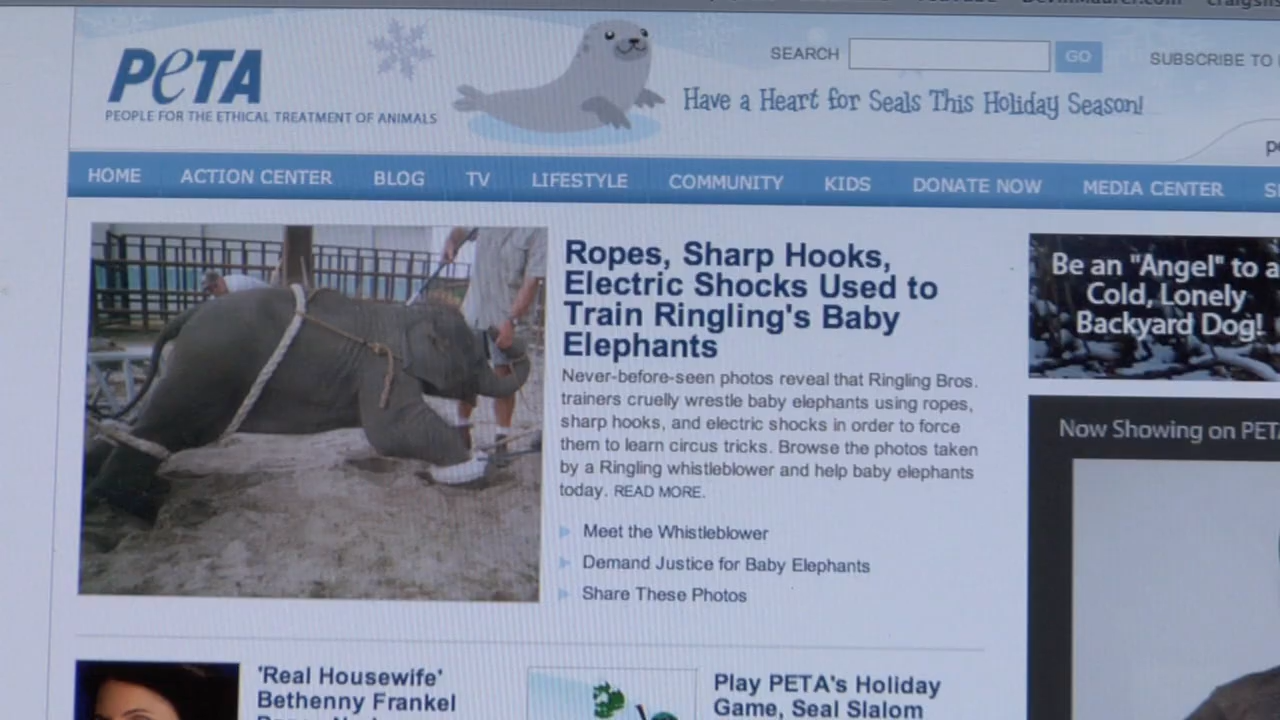 PETA
PEOPLE FOR THE ETHICAL TREATMENT OF ANIMALS
SEARCH
GO
SUBSCRIBE TO
Have a Heart for Seals This Holiday Season!
HOME
ACTION CENTER
BLOG
TV
LIFESTYLE
COMMUNITY
KIDS
DONATE NOW
MEDIA CENTER
Ropes, Sharp Hooks,
Electric Shocks Used to
Train Ringling's Baby
Elephants
Never-before-seen photos reveal that Ringling Bros.
trainers cruelly wrestle baby elephants using ropes,
sharp hooks, and electric shocks in order to force
them to learn circus tricks. Browse the photos taken
by a Ringling whistleblower and help baby elephants
today. READ MORE.
Meet the Whistleblower
Demand Justice for Baby Elephants
Share These Photos
Be an "Angel" to a
Cold, Lonely
Backyard Dog!
Now Showing on PETA
'Real Housewife'
Bethenny Frankel
Play PETA's Holiday
Game, Seal Slalom